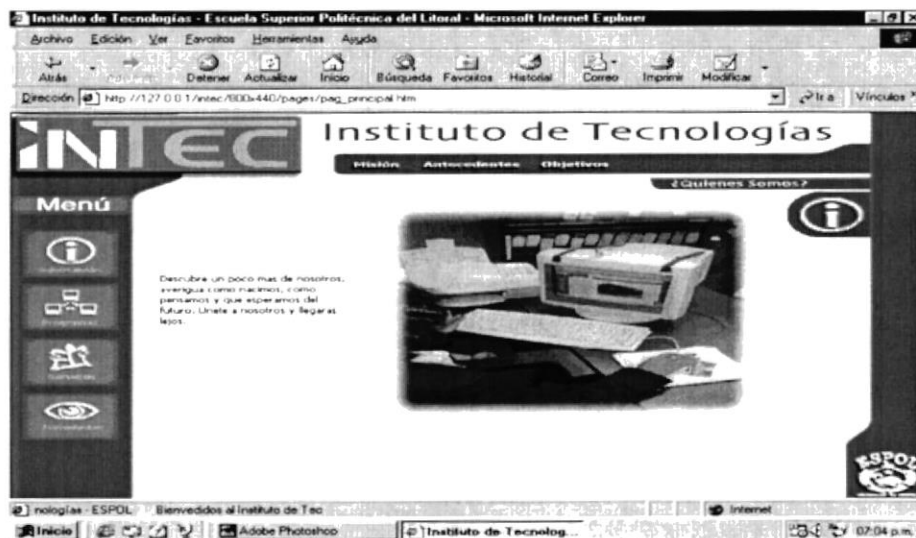 Instituto de Tecnologías - Escuela Superior Politécnica del Litoral - Microsoft Internet Explorer
Archivo Edición Ver Favoritos Herramientas Ayuda
Atrás Detener Actualizar Inicio Búsqueda Favoritos Historial Correo Imprimir Modificar
Dirección http://127.0.0.1/intec/800x440/pages/pag_principal.htm Ir a Vínculos »
INTEC
Instituto de Tecnologías
Misión Antecedentes Objetivos
¿Quienes Somos?
Menú
Descubre un poco mas de nosotros,
averigua como nacimos, como
pensamos y que esperamos del
futuro. Unete a nosotros y llegaras
lejos.
ESPOL
nologías - ESPOL Bienvedidos al Instituto de Tec
Internet
Inicio Adobe Photoshop Instituto de Tecnolog... 07:04 p.m.